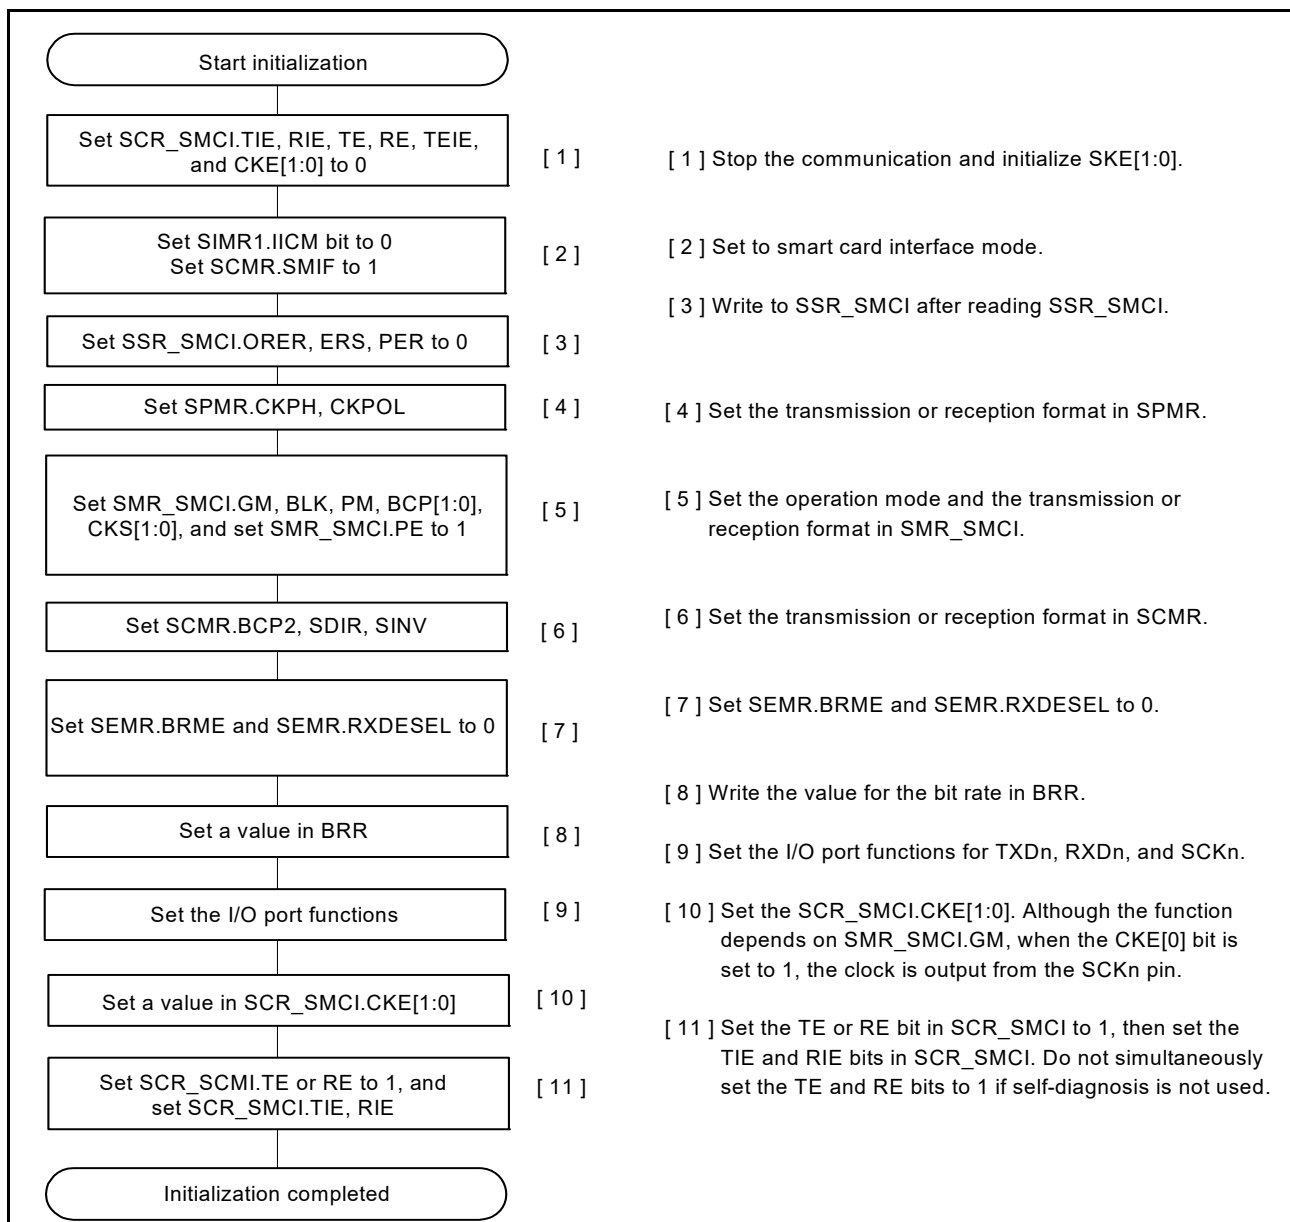 Start initialization
Set SCR_SMCI.TIE, RIE, TE, RE, TEIE,
and CKE[1:0] to 0
[ 1 ]
[ 1 ] Stop the communication and initialize SKE[1:0].
Set SIMR1.IICM bit to 0
Set SCMR.SMIF to 1
[ 2 ]
[ 2 ] Set to smart card interface mode.
[ 3 ] Write to SSR_SMCI after reading SSR_SMCI.
Set SSR_SMCI.ORER, ERS, PER to 0
[ 3 ]
Set SPMR.CKPH, CKPOL
[ 4 ]
[ 4 ] Set the transmission or reception format in SPMR.
Set SMR_SMCI.GM, BLK, PM, BCP[1:0],
CKS[1:0], and set SMR_SMCI.PE to 1
[ 5 ]
[ 5 ] Set the operation mode and the transmission or
reception format in SMR_SMCI.
Set SCMR.BCP2, SDIR, SINV
[ 6 ]
[ 6 ] Set the transmission or reception format in SCMR.
Set SEMR.BRME and SEMR.RXDESEL to 0
[ 7 ]
[ 7 ] Set SEMR.BRME and SEMR.RXDESEL to 0.
[ 8 ] Write the value for the bit rate in BRR.
Set a value in BRR
[ 8 ]
[ 9 ] Set the I/O port functions for TXDn, RXDn, and SCKn.
Set the I/O port functions
[ 9 ]
[ 10 ] Set the SCR_SMCI.CKE[1:0]. Although the function
depends on SMR_SMCI.GM, when the CKE[0] bit is
set to 1, the clock is output from the SCKn pin.
Set a value in SCR_SMCI.CKE[1:0]
[ 10 ]
[ 11 ] Set the TE or RE bit in SCR_SMCI to 1, then set the
TIE and RIE bits in SCR_SMCI. Do not simultaneously
set the TE and RE bits to 1 if self-diagnosis is not used.
Set SCR_SCMI.TE or RE to 1, and
set SCR_SMCI.TIE, RIE
[ 11 ]
Initialization completed